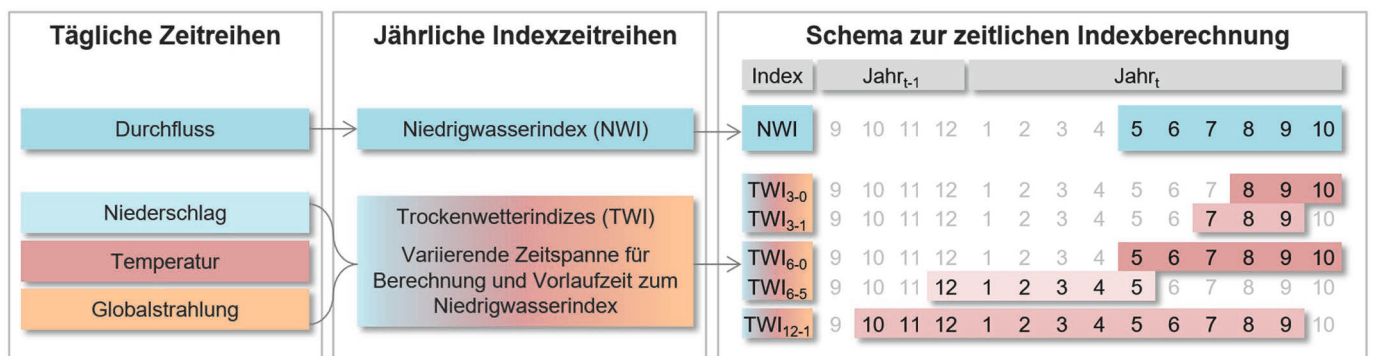 Tägliche Zeitreihen
Durchfluss
Niederschlag
Temperatur
Globalstrahlung
Jährliche Indexzeitreihen
Niedrigwasserindex (NWI)
Trockenwetterindizes (TWI)
Variierende Zeitspanne für
Berechnung und Vorlaufzeit zum
Niedrigwasserindex
Schema zur zeitlichen Indexberechnung
Index Jahrt-1 Jahrt
NWI 9 10 11 12 1 2 3 4 5 6 7 8 9 10
TWI3-0 9 10 11 12 1 2 3 4 5 6 7 8 9 10
TWI3-1 9 10 11 12 1 2 3 4 5 6 7 8 9 10
TWI6-0 9 10 11 12 1 2 3 4 5 6 7 8 9 10
TWI6-5 9 10 11 12 1 2 3 4 5 6 7 8 9 10
TWI12-1 9 10 11 12 1 2 3 4 5 6 7 8 9 10